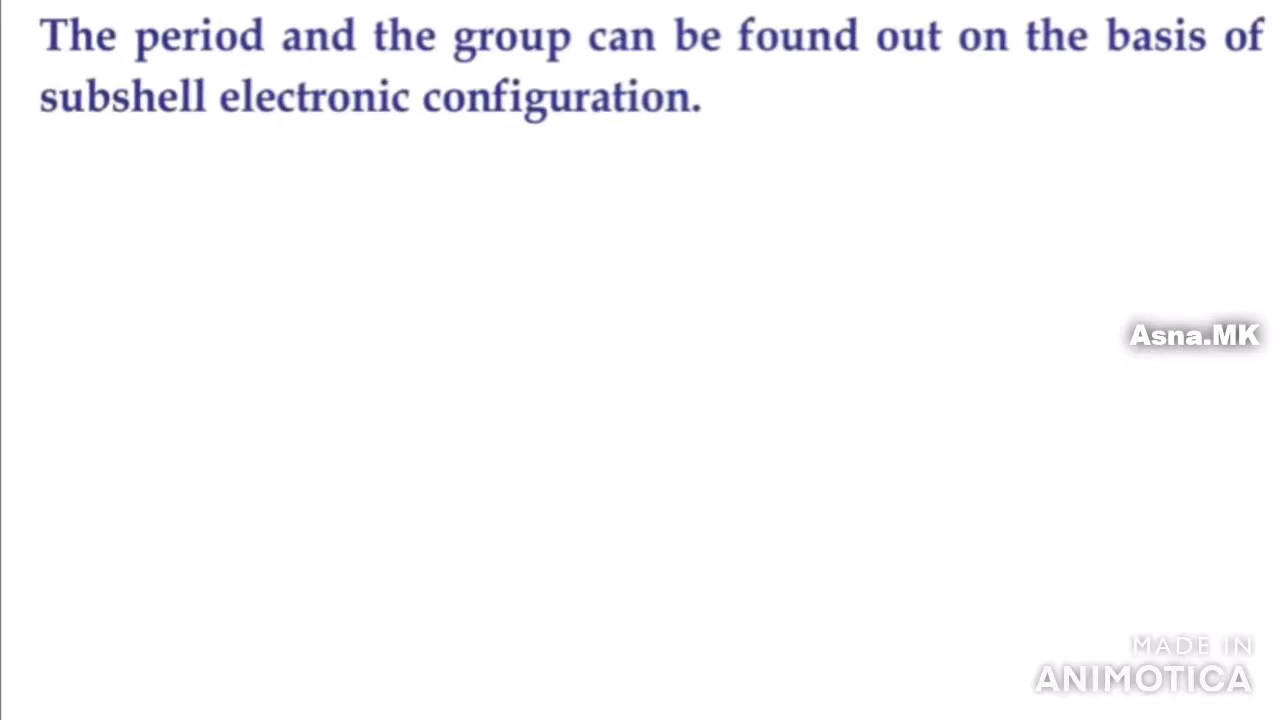 The period and the group can be found out on the basis of
subshell electronic configuration.
Asna.MK
MADE IN
ANIMOTICA